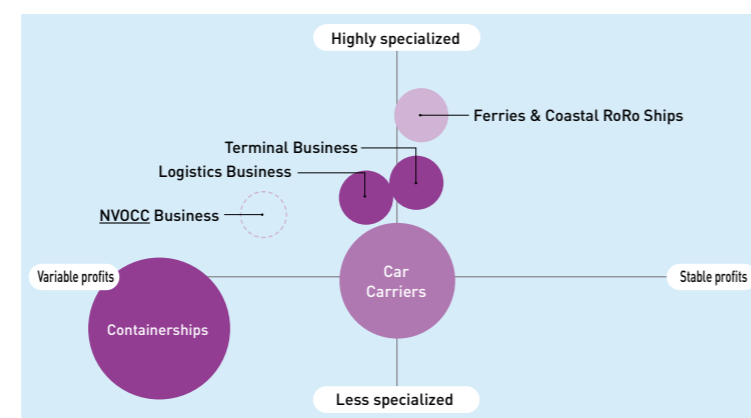 Highly specialized
Ferries & Coastal RoRo Ships
Terminal Business
Logistics Business
NVOCC Business
Variable profits
Car
Carriers
Stable profits
Containerships
Less specialized